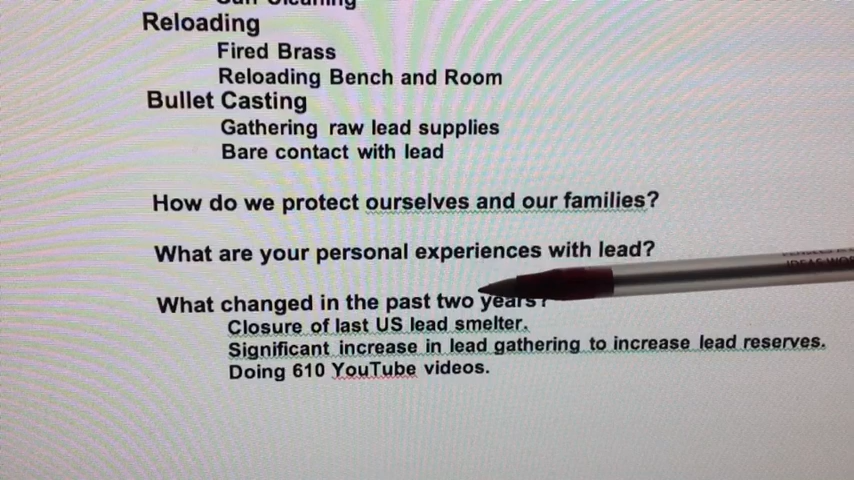 Gun Cleaning
Reloading
Fired Brass
Reloading Bench and Room
Bullet Casting
Gathering raw lead supplies
Bare contact with lead
How do we protect ourselves and our families?
What are your personal experiences with lead?
What changed in the past two years?
Closure of last US lead smelter.
Significant increase in lead gathering to increase lead reserves.
Doing 610 YouTube videos.